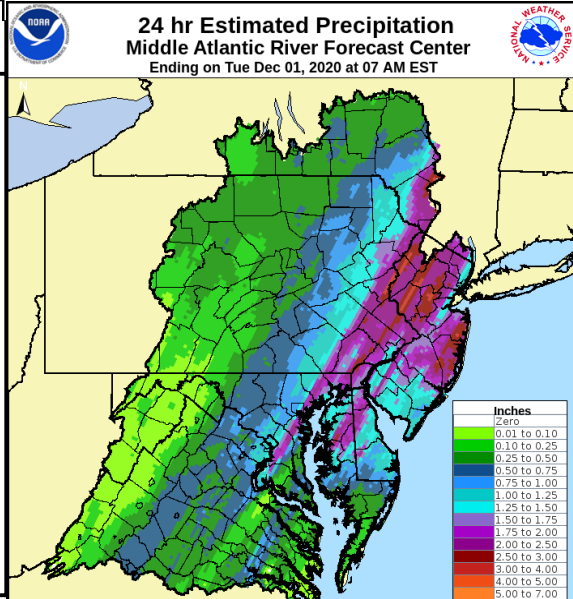 24 hr Estimated Precipitation
Middle Atlantic River Forecast Center
Ending on Tue Dec 01, 2020 at 07 AM EST
NOAA
NATIONAL WEATHER SERVICE
N
Inches
Zero
0.01 to 0.10
0.10 to 0.25
0.25 to 0.50
0.50 to 0.75
0.75 to 1.00
1.00 to 1.25
1.25 to 1.50
1.50 to 1.75
1.75 to 2.00
2.00 to 2.50
2.50 to 3.00
3.00 to 4.00
4.00 to 5.00
5.00 to 7.00